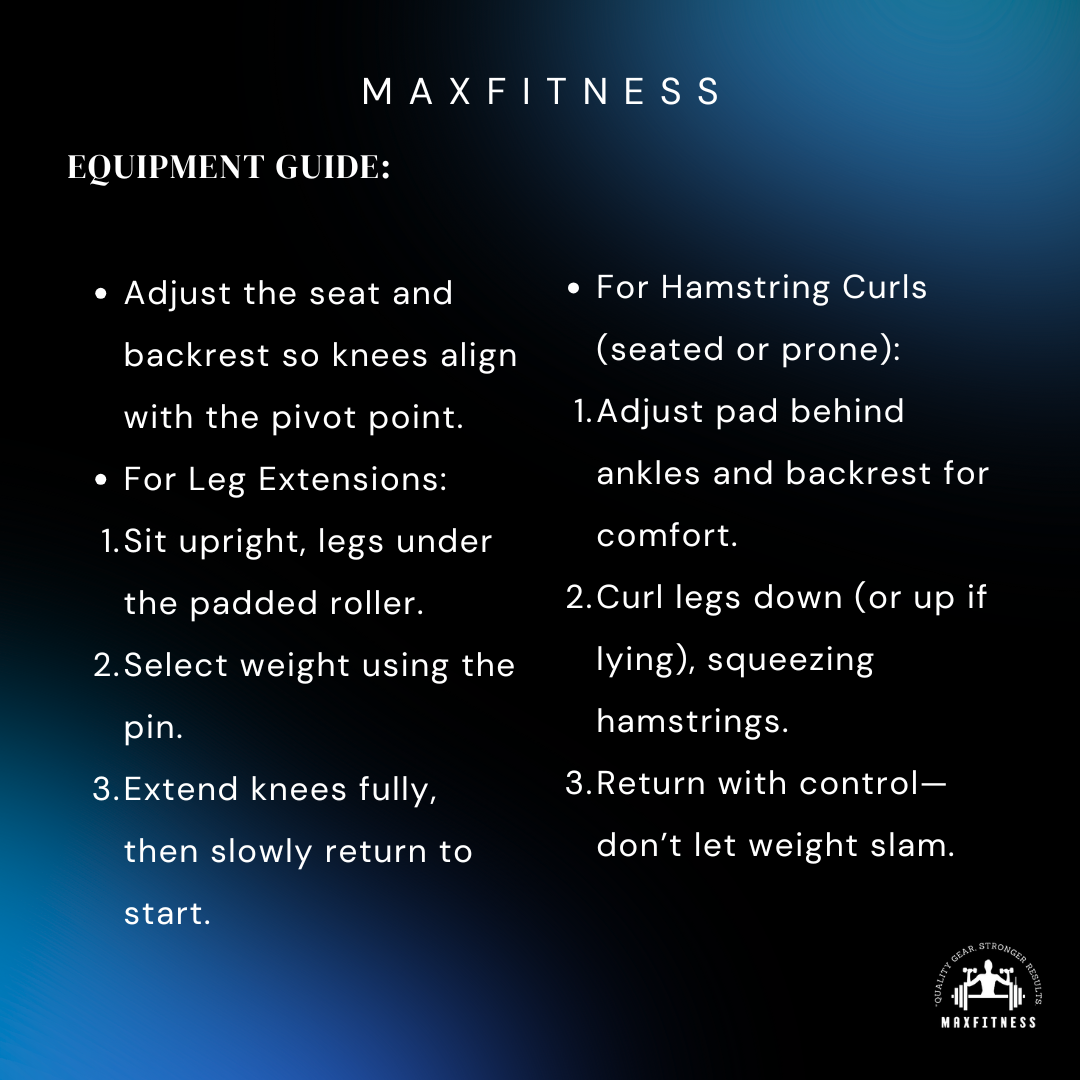 MAXFITNESS
EQUIPMENT GUIDE:
• Adjust the seat and
backrest so knees align
with the pivot point.
• For Leg Extensions:
1. Sit upright, legs under
the padded roller.
2. Select weight using the
pin.
3. Extend knees fully,
then slowly return to
start.
• For Hamstring Curls
(seated or prone):
1. Adjust pad behind
ankles and backrest for
comfort.
2. Curl legs down (or up if
lying), squeezing
hamstrings.
3. Return with control—
don’t let weight slam.
"QUALITY GEAR, STRONGER RESULTS
MAXFITNESS